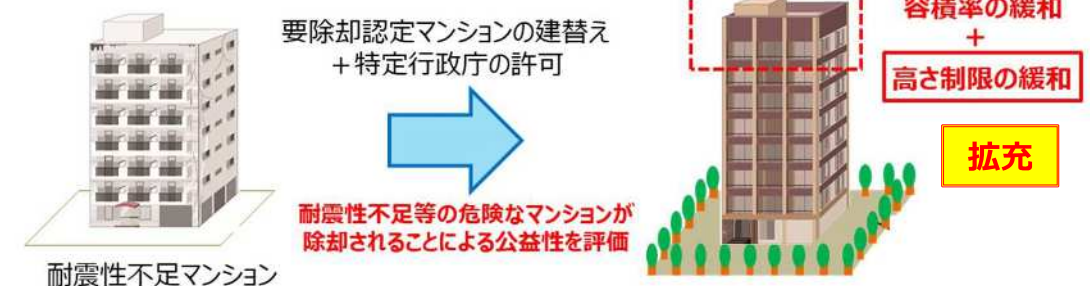 要除却認定マンションの建替え
+特定行政庁の許可
耐震性不足等の危険なマンションが
除却されることによる公益性を評価
耐震性不足マンション
容積率の緩和
+
高さ制限の緩和
拡充